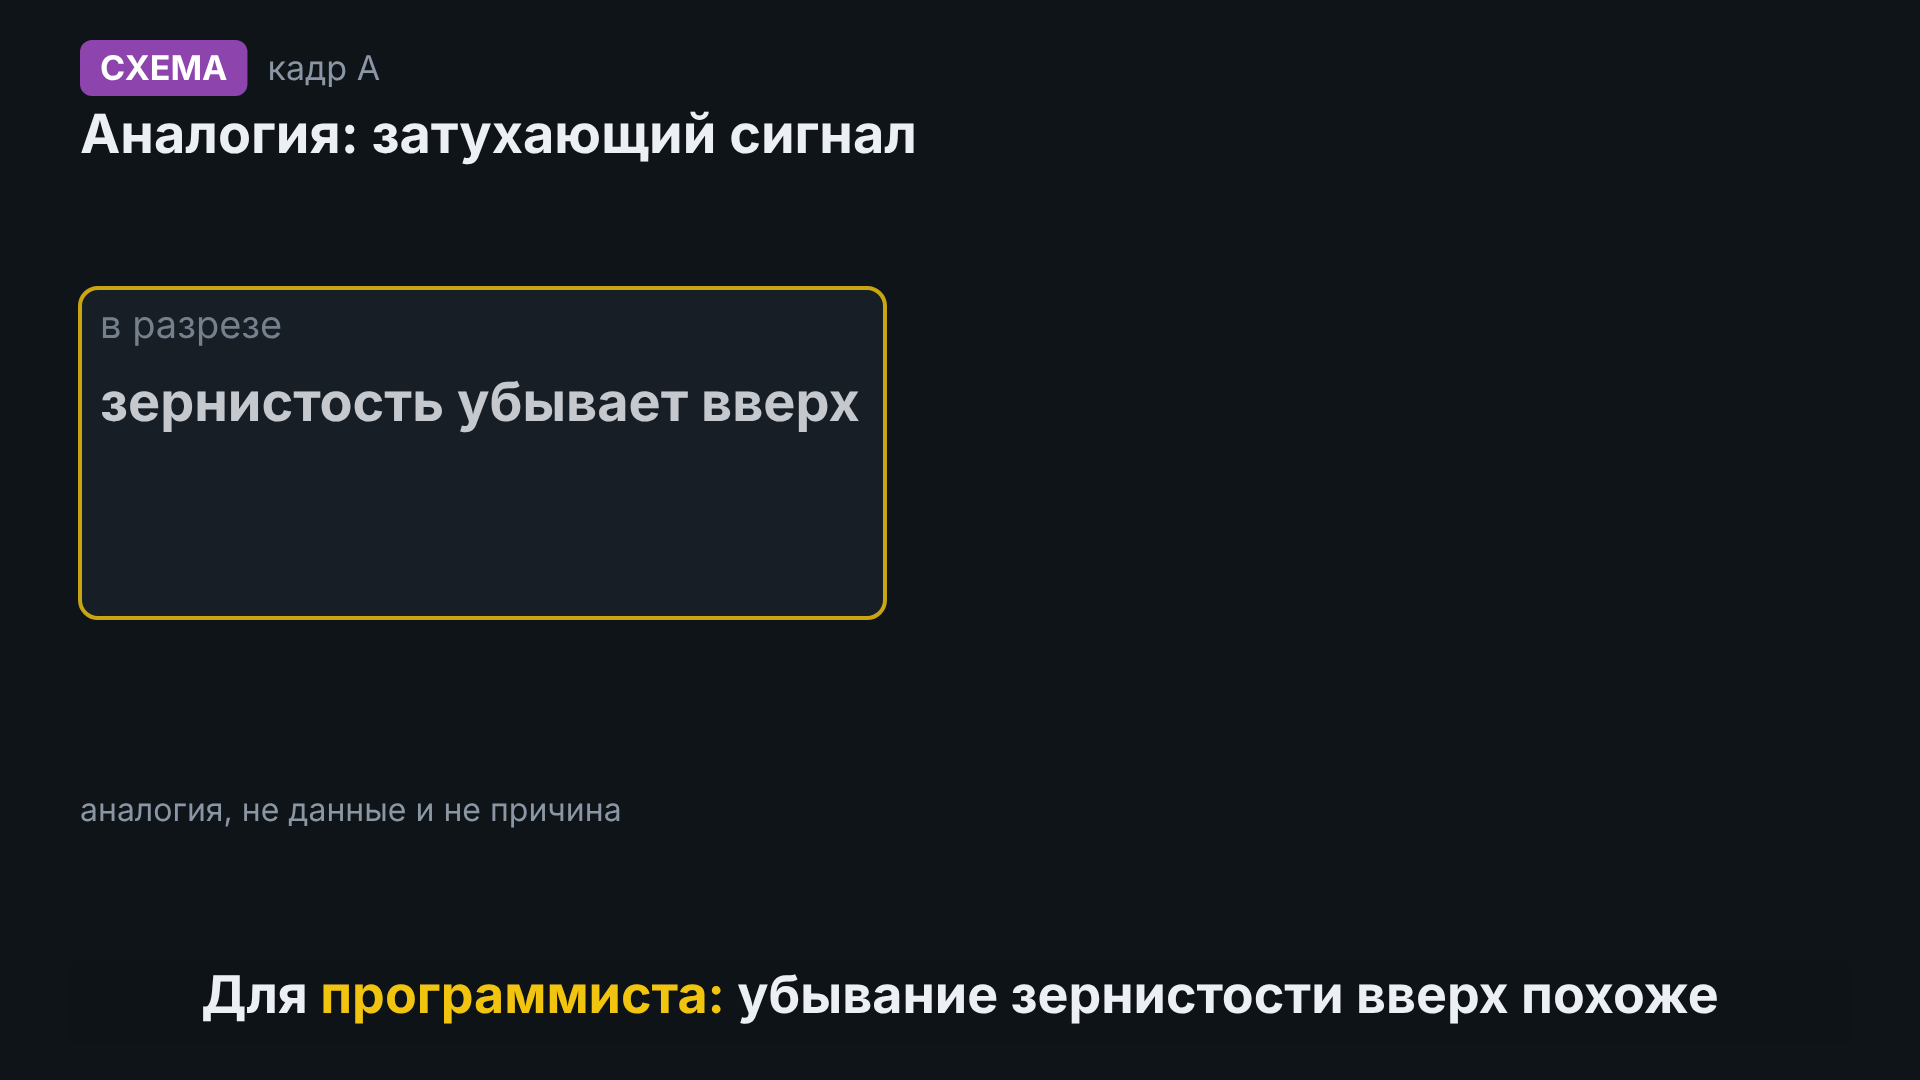 СХЕМА кадр А
Аналогия: затухающий сигнал
в разрезе
зернистость убывает вверх
аналогия, не данные и не причина
Для программиста: убывание зернистости вверх похоже